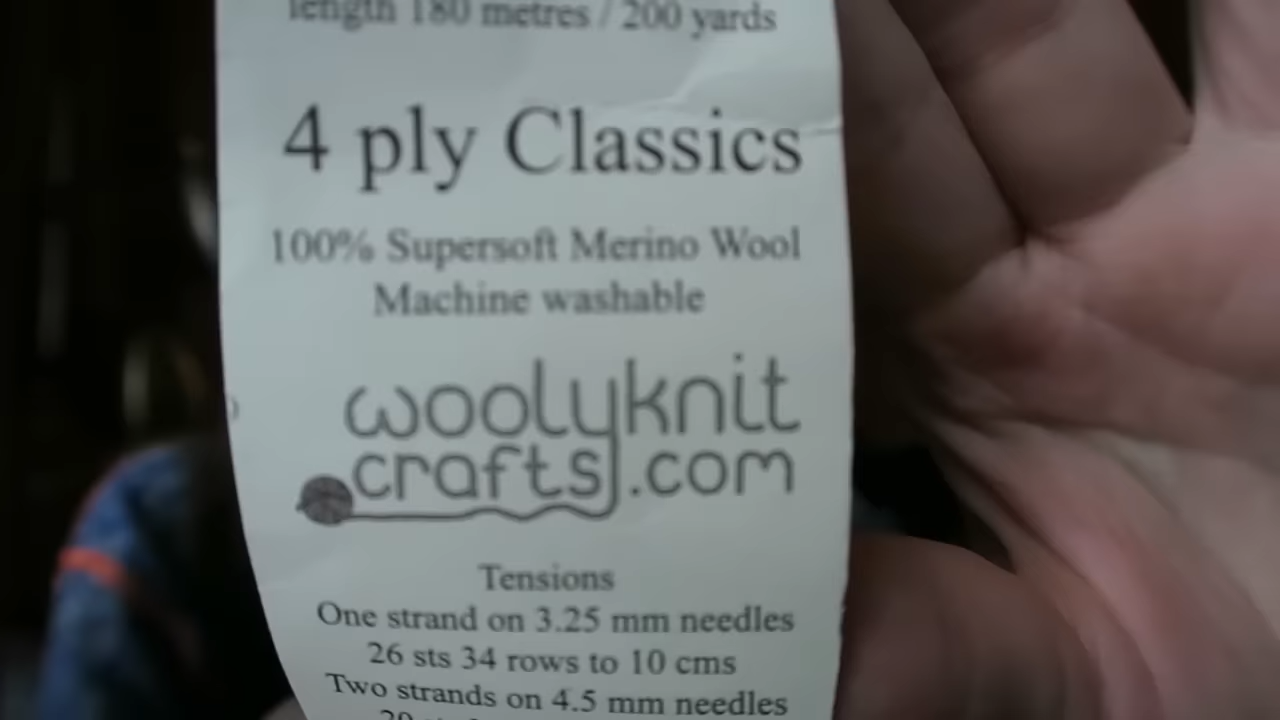 length 180 metres / 200 yards
4 ply Classics
100% Supersoft Merino Wool
Machine washable
woolyknit
crafts.com
Tensions
One strand on 3.25 mm needles
26 sts 34 rows to 10 cms
Two strands on 4.5 mm needles